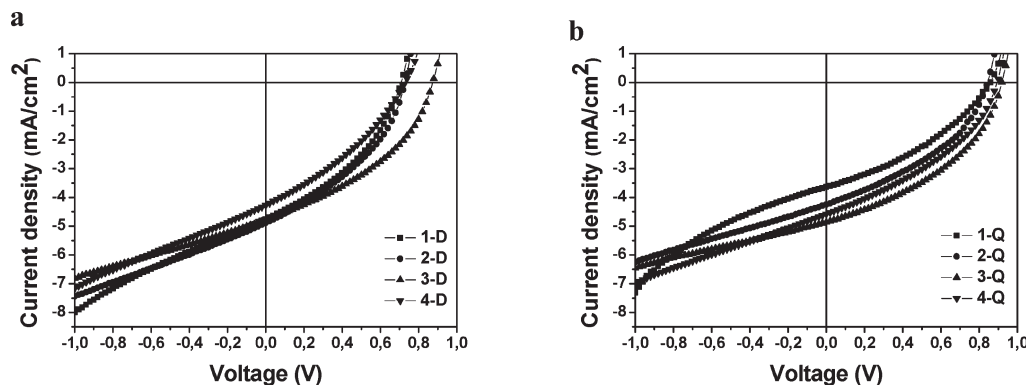 a
1
0
-1
-2
-3
-4
-5
-6
-7
-8
Current density (mA/cm²)
1-D
2-D
3-D
4-D
-1,0 -0,8 -0,6 -0,4 -0,2 0,0 0,2 0,4 0,6 0,8 1,0
Voltage (V)
b
1
0
-1
-2
-3
-4
-5
-6
-7
-8
Current density (mA/cm²)
1-Q
2-Q
3-Q
4-Q
-1,0 -0,8 -0,6 -0,4 -0,2 0,0 0,2 0,4 0,6 0,8 1,0
Voltage (V)